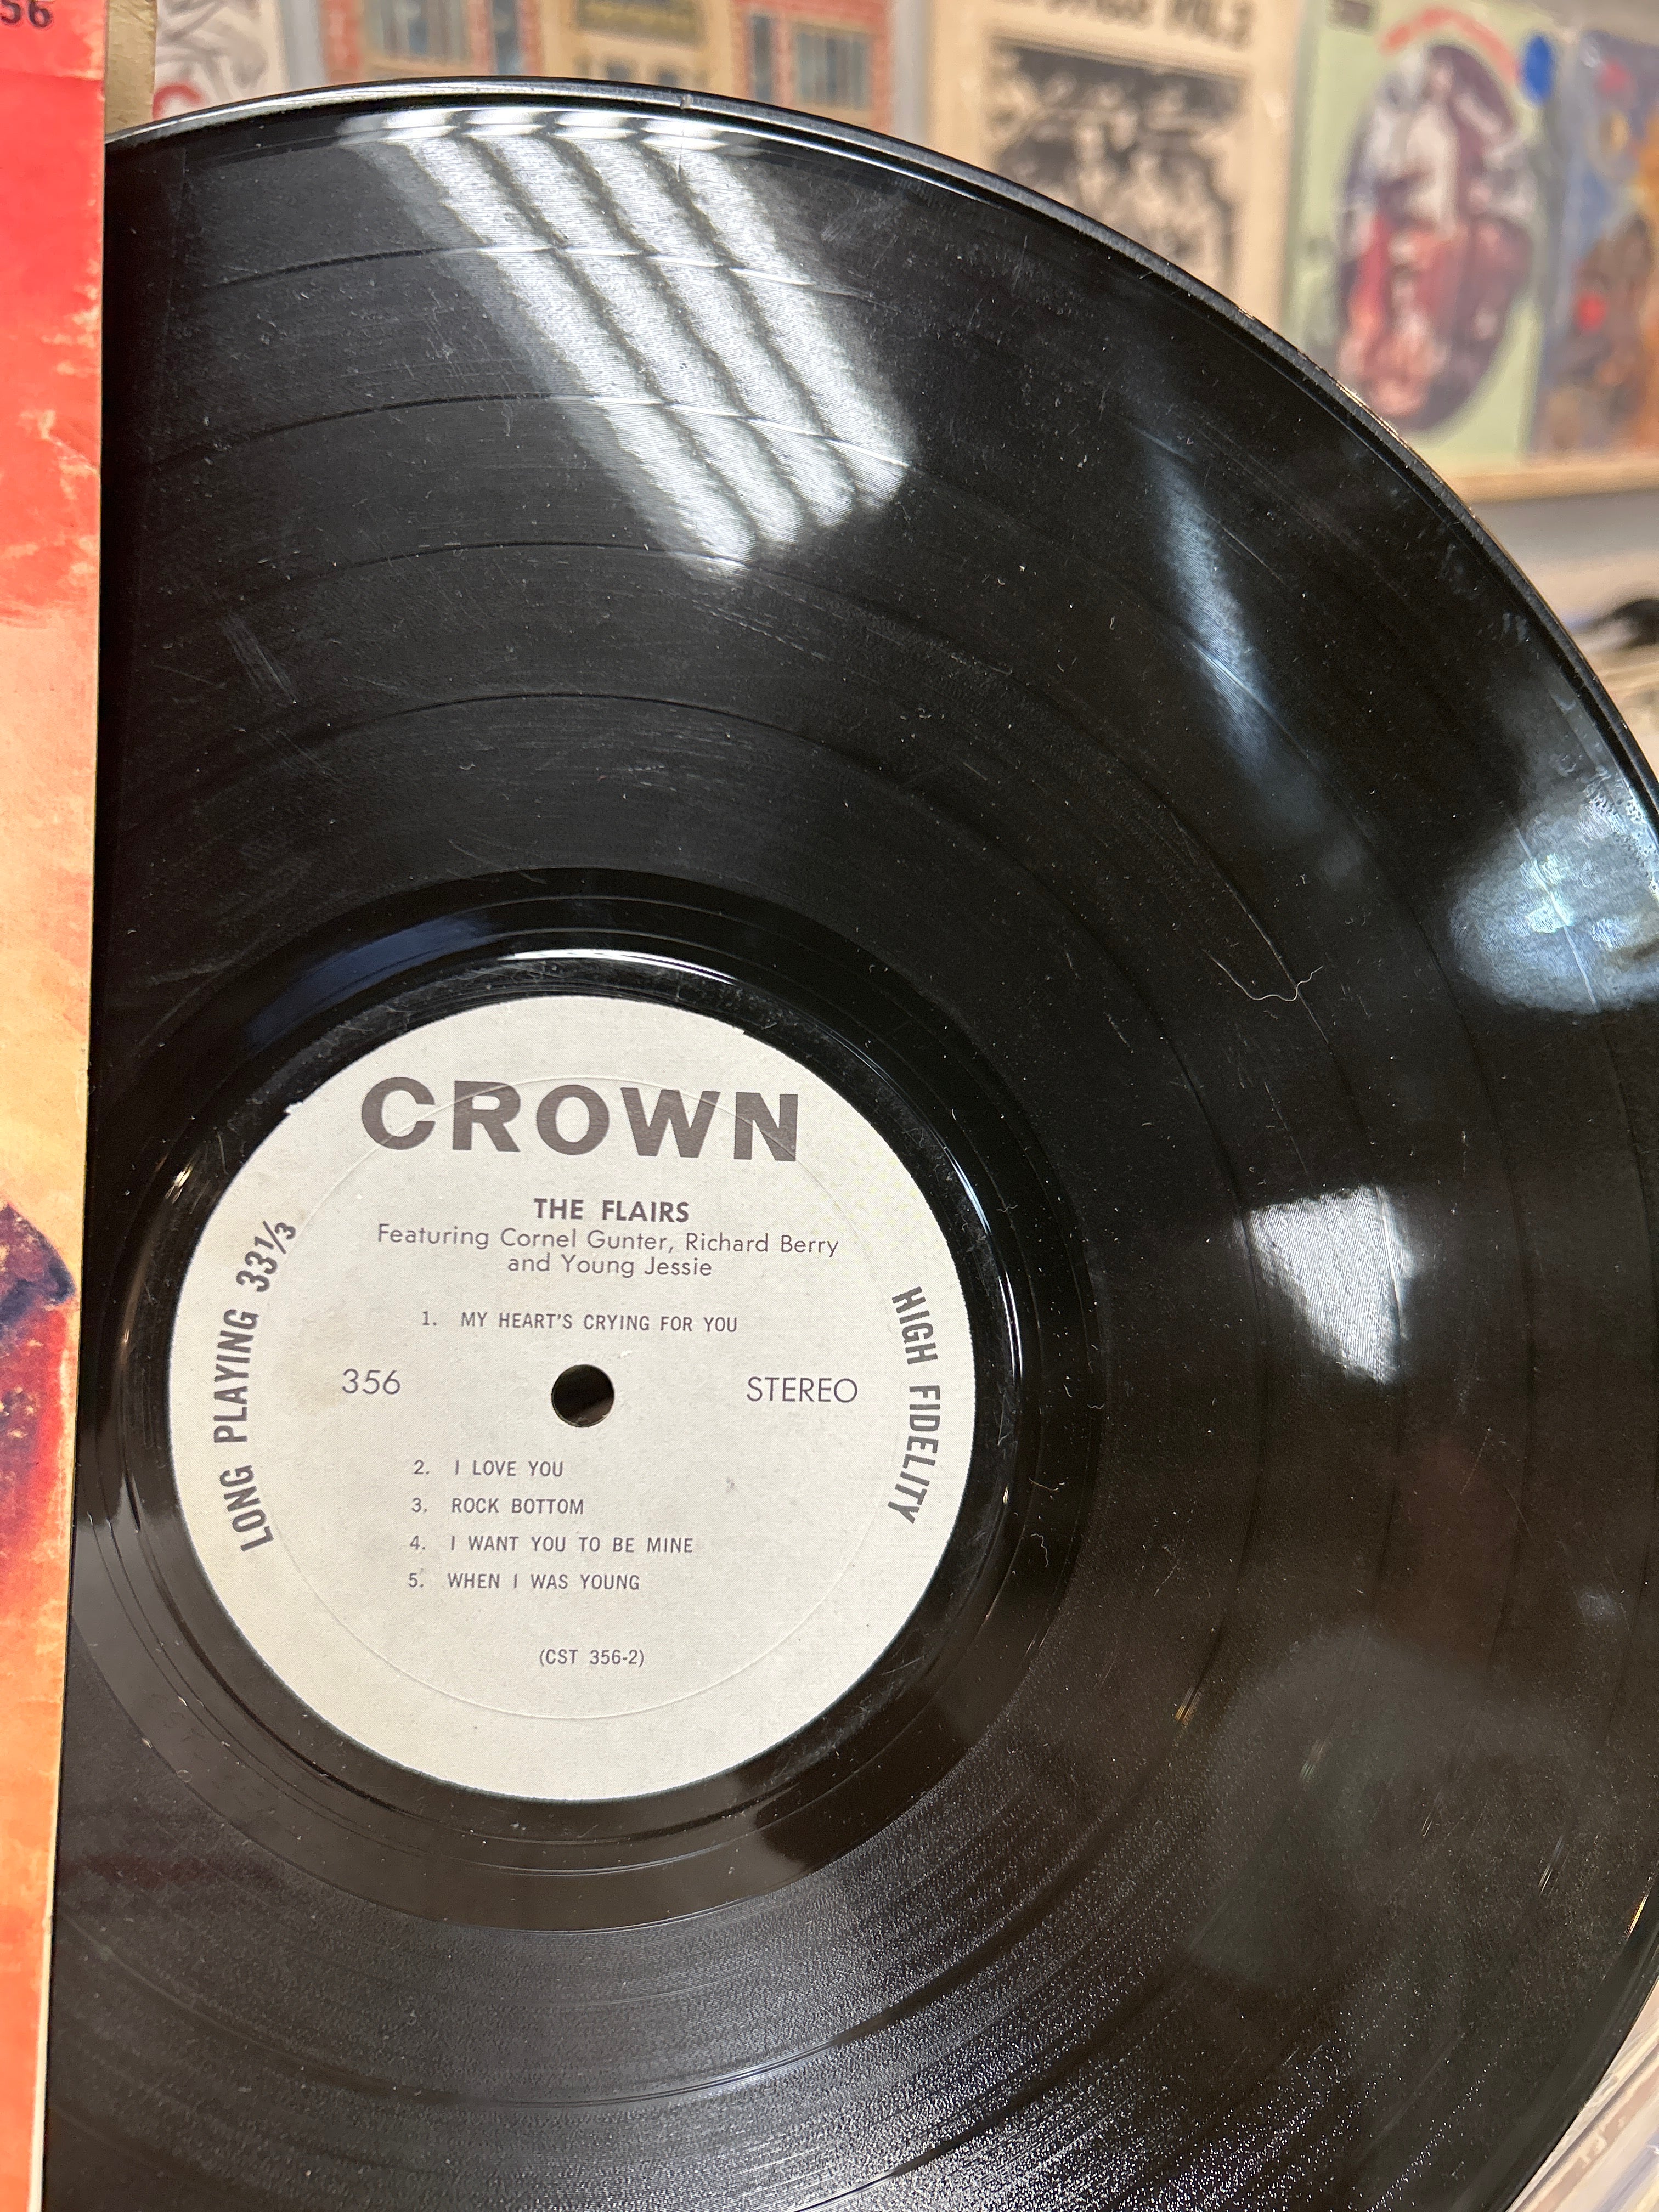 56
VOL. 2
CROWN
THE FLAIRS
Featuring Cornel Gunter, Richard Berry
and Young Jessie
1. MY HEART'S CRYING FOR YOU
356
STEREO
2. I LOVE YOU
3. ROCK BOTTOM
4. I WANT YOU TO BE MINE
5. WHEN I WAS YOUNG
(CST 356-2)
LONG PLAYING 33⅓
HIGH FIDELITY